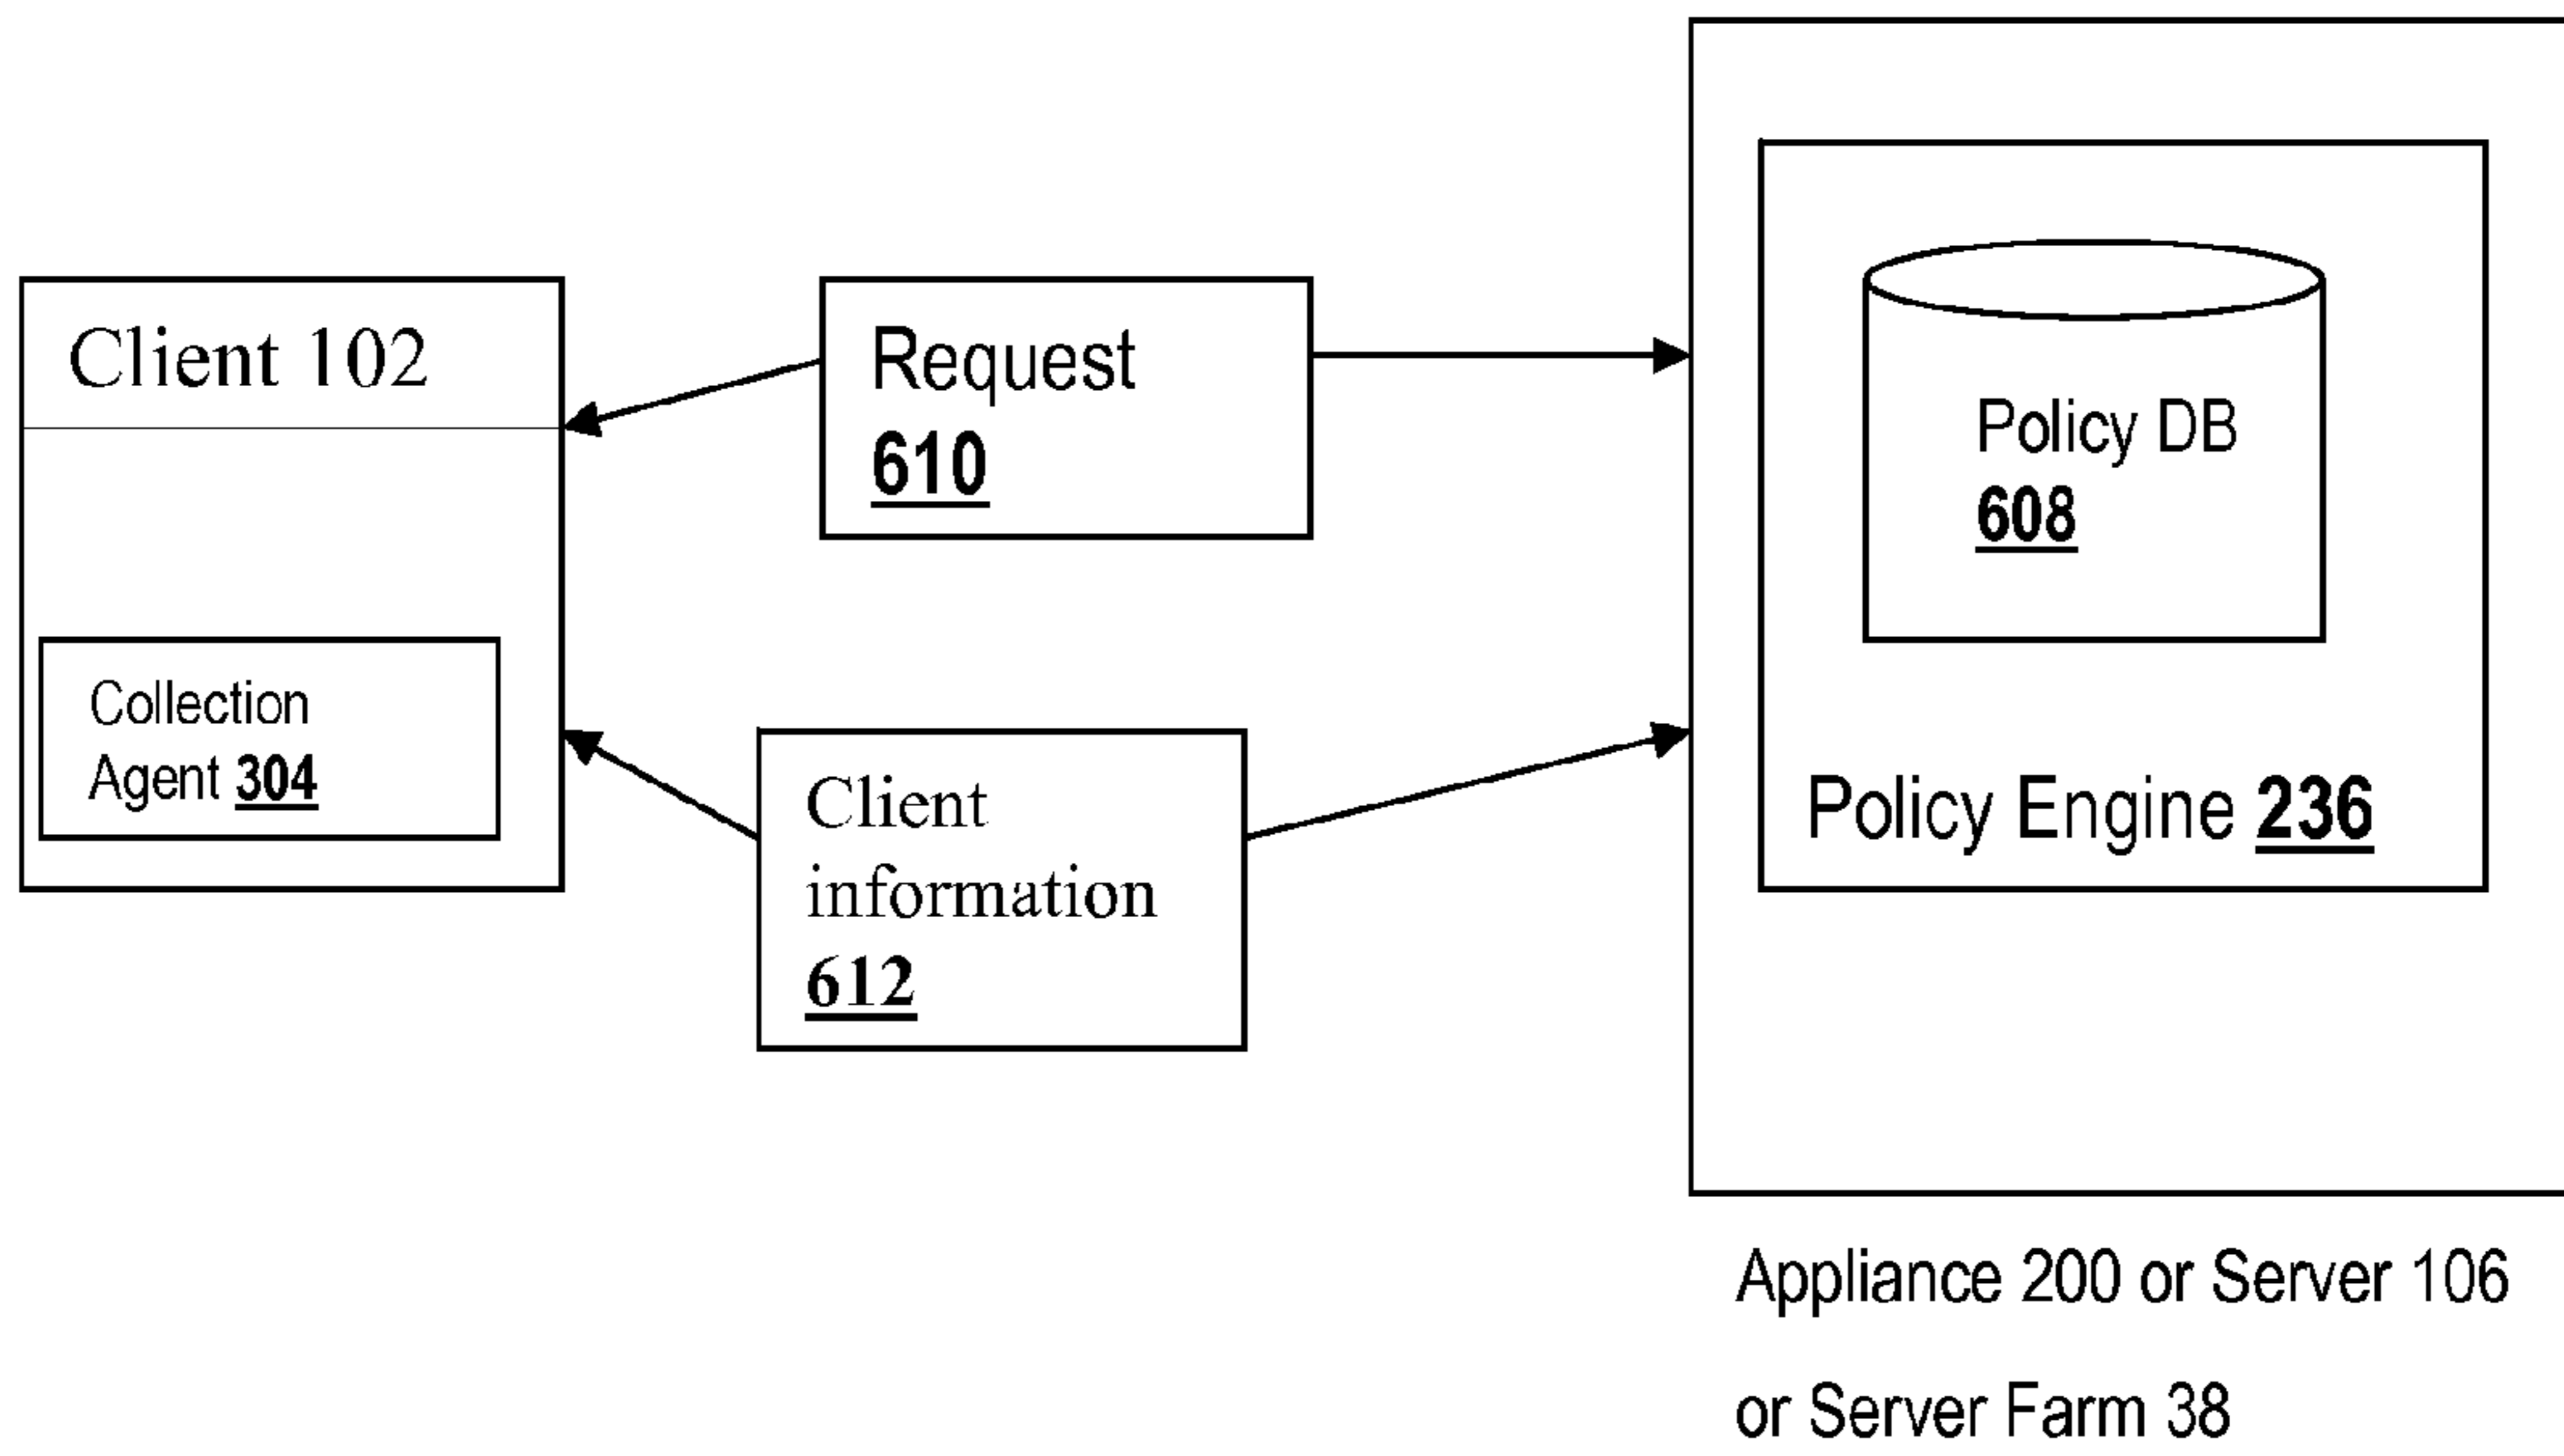 Client 102
Collection
Agent 304
Request
610
Client
information
612
Policy DB
608
Policy Engine 236
Appliance 200 or Server 106
or Server Farm 38